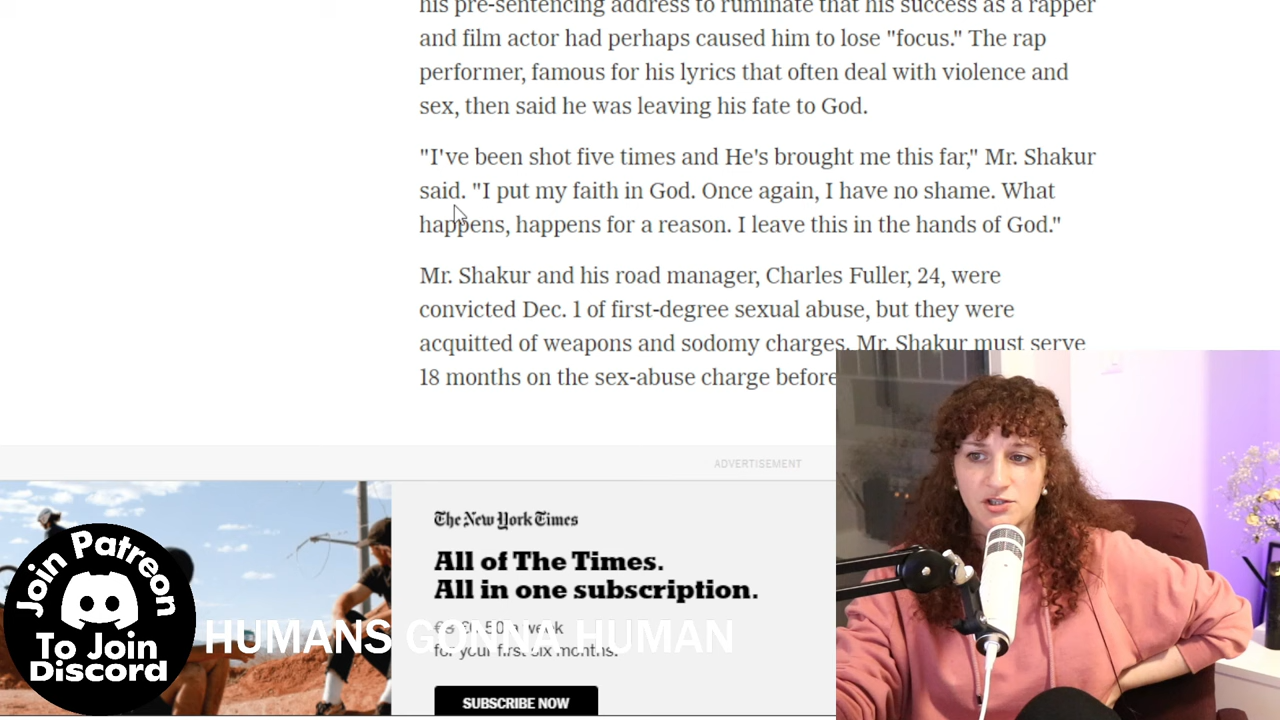 his pre-sentencing address to ruminate that his success as a rapper
and film actor had perhaps caused him to lose "focus." The rap
performer, famous for his lyrics that often deal with violence and
sex, then said he was leaving his fate to God.
"I've been shot five times and He's brought me this far," Mr. Shakur
said. "I put my faith in God. Once again, I have no shame. What
happens, happens for a reason. I leave this in the hands of God."
Mr. Shakur and his road manager, Charles Fuller, 24, were
convicted Dec. 1 of first-degree sexual abuse, but they were
acquitted of weapons and sodomy charges. Mr. Shakur must serve
18 months on the sex-abuse charge before
ADVERTISEMENT
The New York Times
All of The Times.
All in one subscription.
a week
for your first six months.
SUBSCRIBE NOW
Join Patreon
To Join
Discord
HUMANS GONNA HUMAN